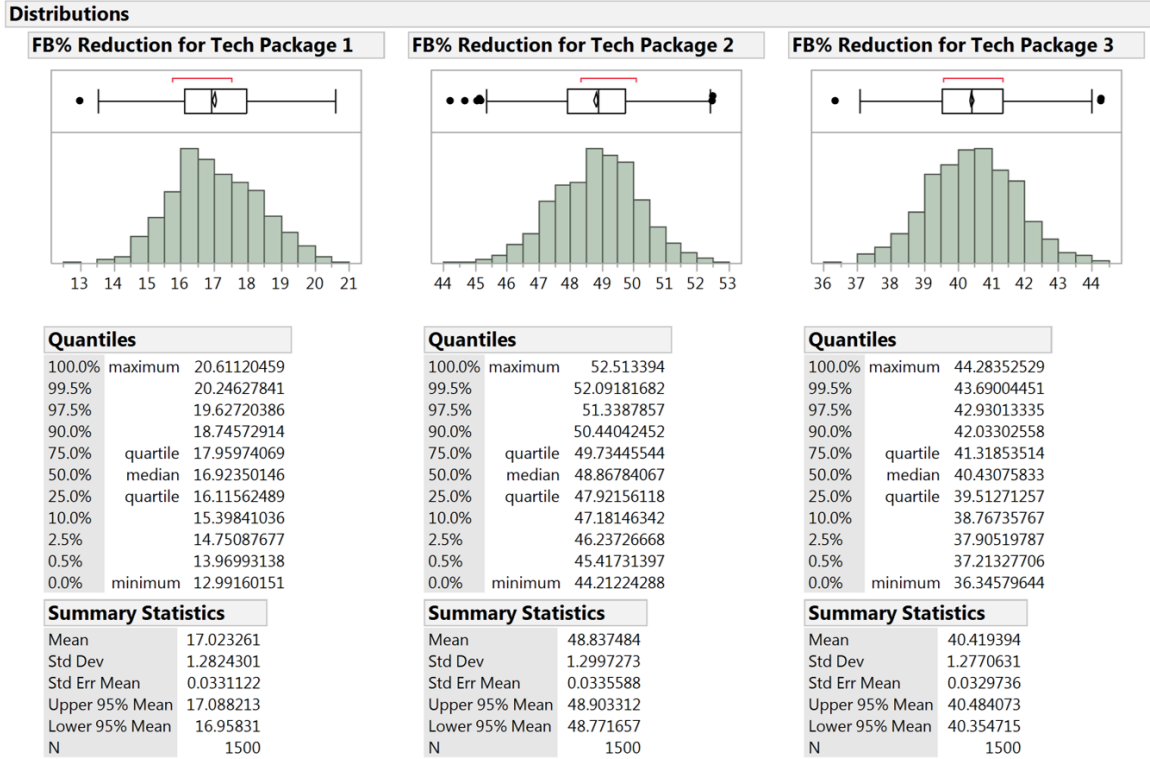 Distributions
FB% Reduction for Tech Package 1
13 14 15 16 17 18 19 20 21
Quantiles
100.0% maximum 20.61120459
99.5% 20.24627841
97.5% 19.62720386
90.0% 18.74572914
75.0% quartile 17.95974069
50.0% median 16.92350146
25.0% quartile 16.11562489
10.0% 15.39841036
2.5% 14.75087677
0.5% 13.96993138
0.0% minimum 12.99160151
Summary Statistics
Mean 17.023261
Std Dev 1.2824301
Std Err Mean 0.0331122
Upper 95% Mean 17.088213
Lower 95% Mean 16.95831
N 1500
FB% Reduction for Tech Package 2
44 45 46 47 48 49 50 51 52 53
Quantiles
100.0% maximum 52.513394
99.5% 52.09181682
97.5% 51.3387857
90.0% 50.44042452
75.0% quartile 49.73445544
50.0% median 48.86784067
25.0% quartile 47.92156118
10.0% 47.18146342
2.5% 46.23726668
0.5% 45.41731397
0.0% minimum 44.21224288
Summary Statistics
Mean 48.837484
Std Dev 1.2997273
Std Err Mean 0.0335588
Upper 95% Mean 48.903312
Lower 95% Mean 48.771657
N 1500
FB% Reduction for Tech Package 3
36 37 38 39 40 41 42 43 44
Quantiles
100.0% maximum 44.28352529
99.5% 43.69004451
97.5% 42.93013335
90.0% 42.03302558
75.0% quartile 41.31853514
50.0% median 40.43075833
25.0% quartile 39.51271257
10.0% 38.76735767
2.5% 37.90519787
0.5% 37.21327706
0.0% minimum 36.34579644
Summary Statistics
Mean 40.419394
Std Dev 1.2770631
Std Err Mean 0.0329736
Upper 95% Mean 40.484073
Lower 95% Mean 40.354715
N 1500